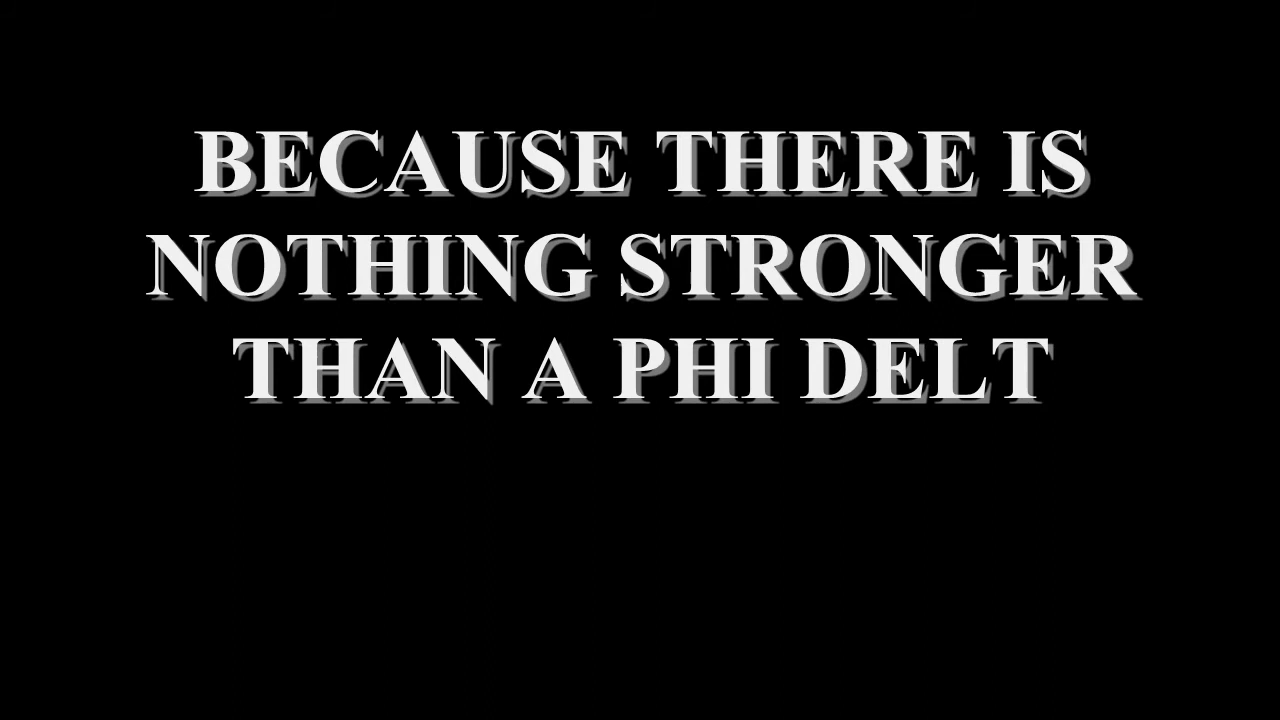 BECAUSE THERE IS
NOTHING STRONGER
THAN A PHI DELT